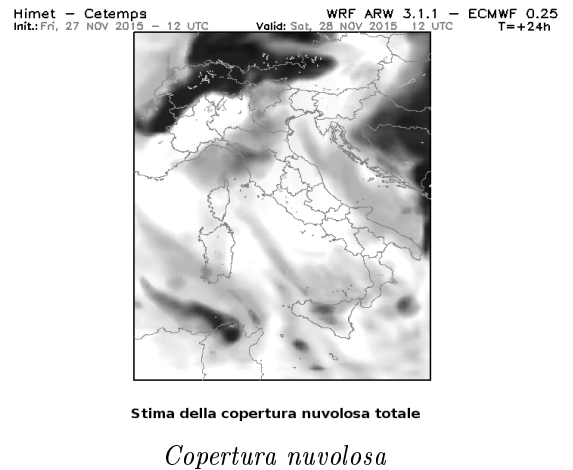 Himet – Cetemps WRF ARW 3.1.1 – ECMWF 0.25
Init.: Fri, 27 NOV 2015 – 12 UTC Valid: Sat, 28 NOV 2015 12 UTC T=+24h
Stima della copertura nuvolosa totale
Copertura nuvolosa